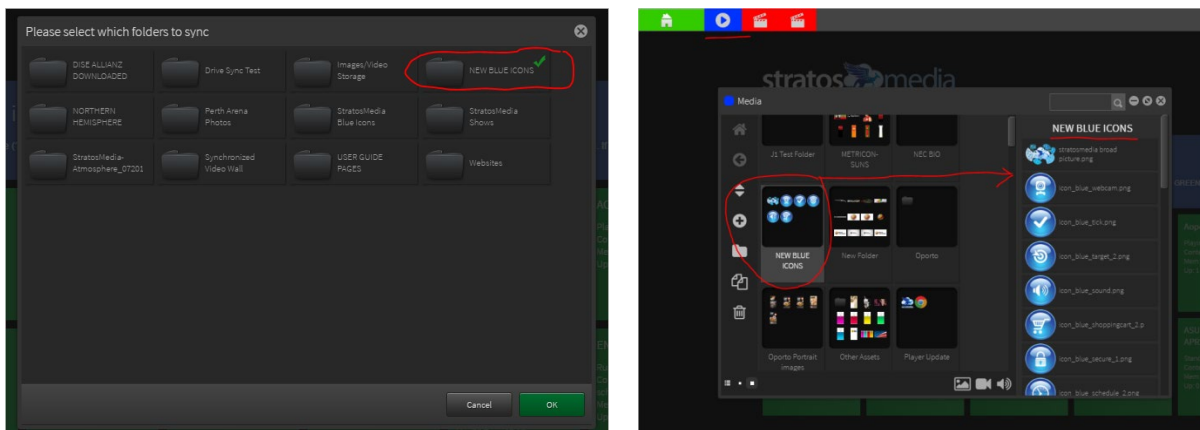 Please select which folders to sync
DISE ALLIANZ
DOWNLOADED
Drive Sync Test
Images/Video
Storage
NEW BLUE ICONS
NORTHERN
HEMISPHERE
Perth Arena
Photos
StratosMedia
Blue Icons
StratosMedia
Shows
StratosMedia-
Atmosphere_07201
Synchronized
Video Wall
USER GUIDE
PAGES
Websites
Cancel
OK
stratos media
Media
J1 Test Folder
METRICON-
SUNS
NEC BIO
NEW BLUE
ICONS
New Folder
Oporto
Oporto Portrait
images
Other Assets
Player Update
NEW BLUE ICONS
stratosmedia broad
picture.png
icon_blue_webcam.png
icon_blue_tick.png
icon_blue_target_2.png
icon_blue_sound.png
icon_blue_shoppingcart_2.p
icon_blue_secure_1.png
icon_blue_schedule_2.png